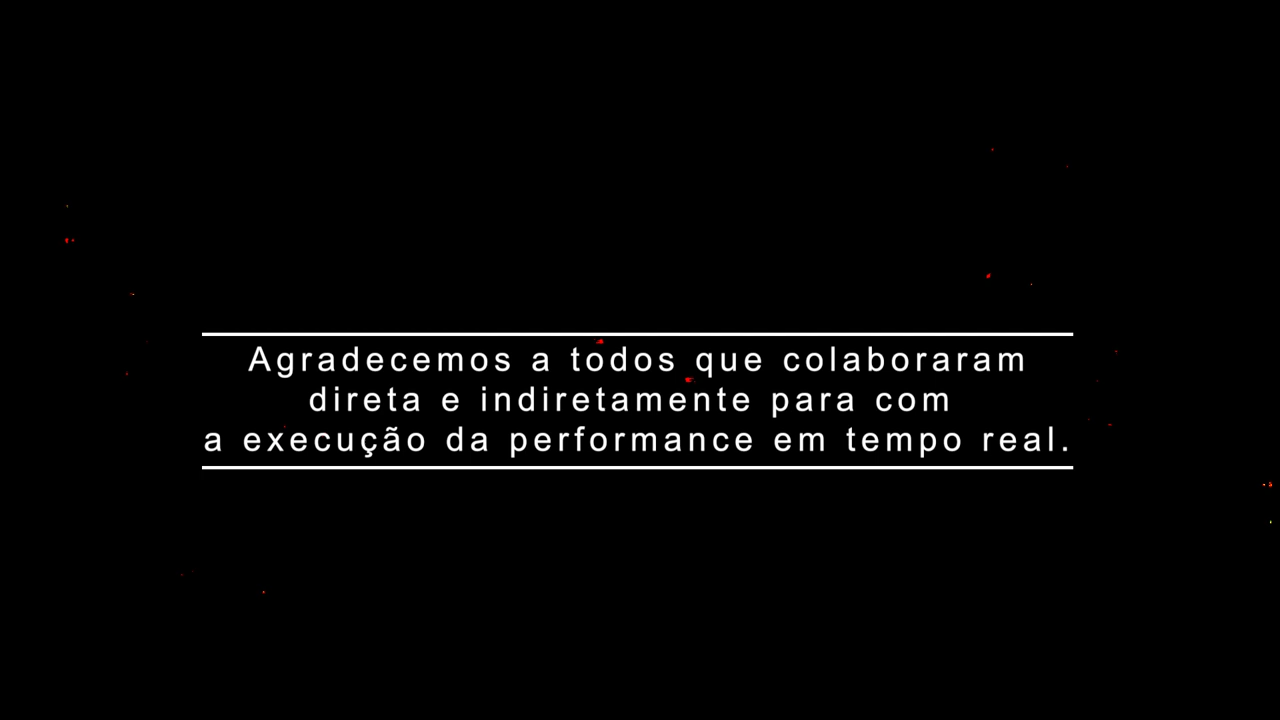 Agradecemos a todos que colaboraram
direta e indiretamente para com
a execução da performance em tempo real.